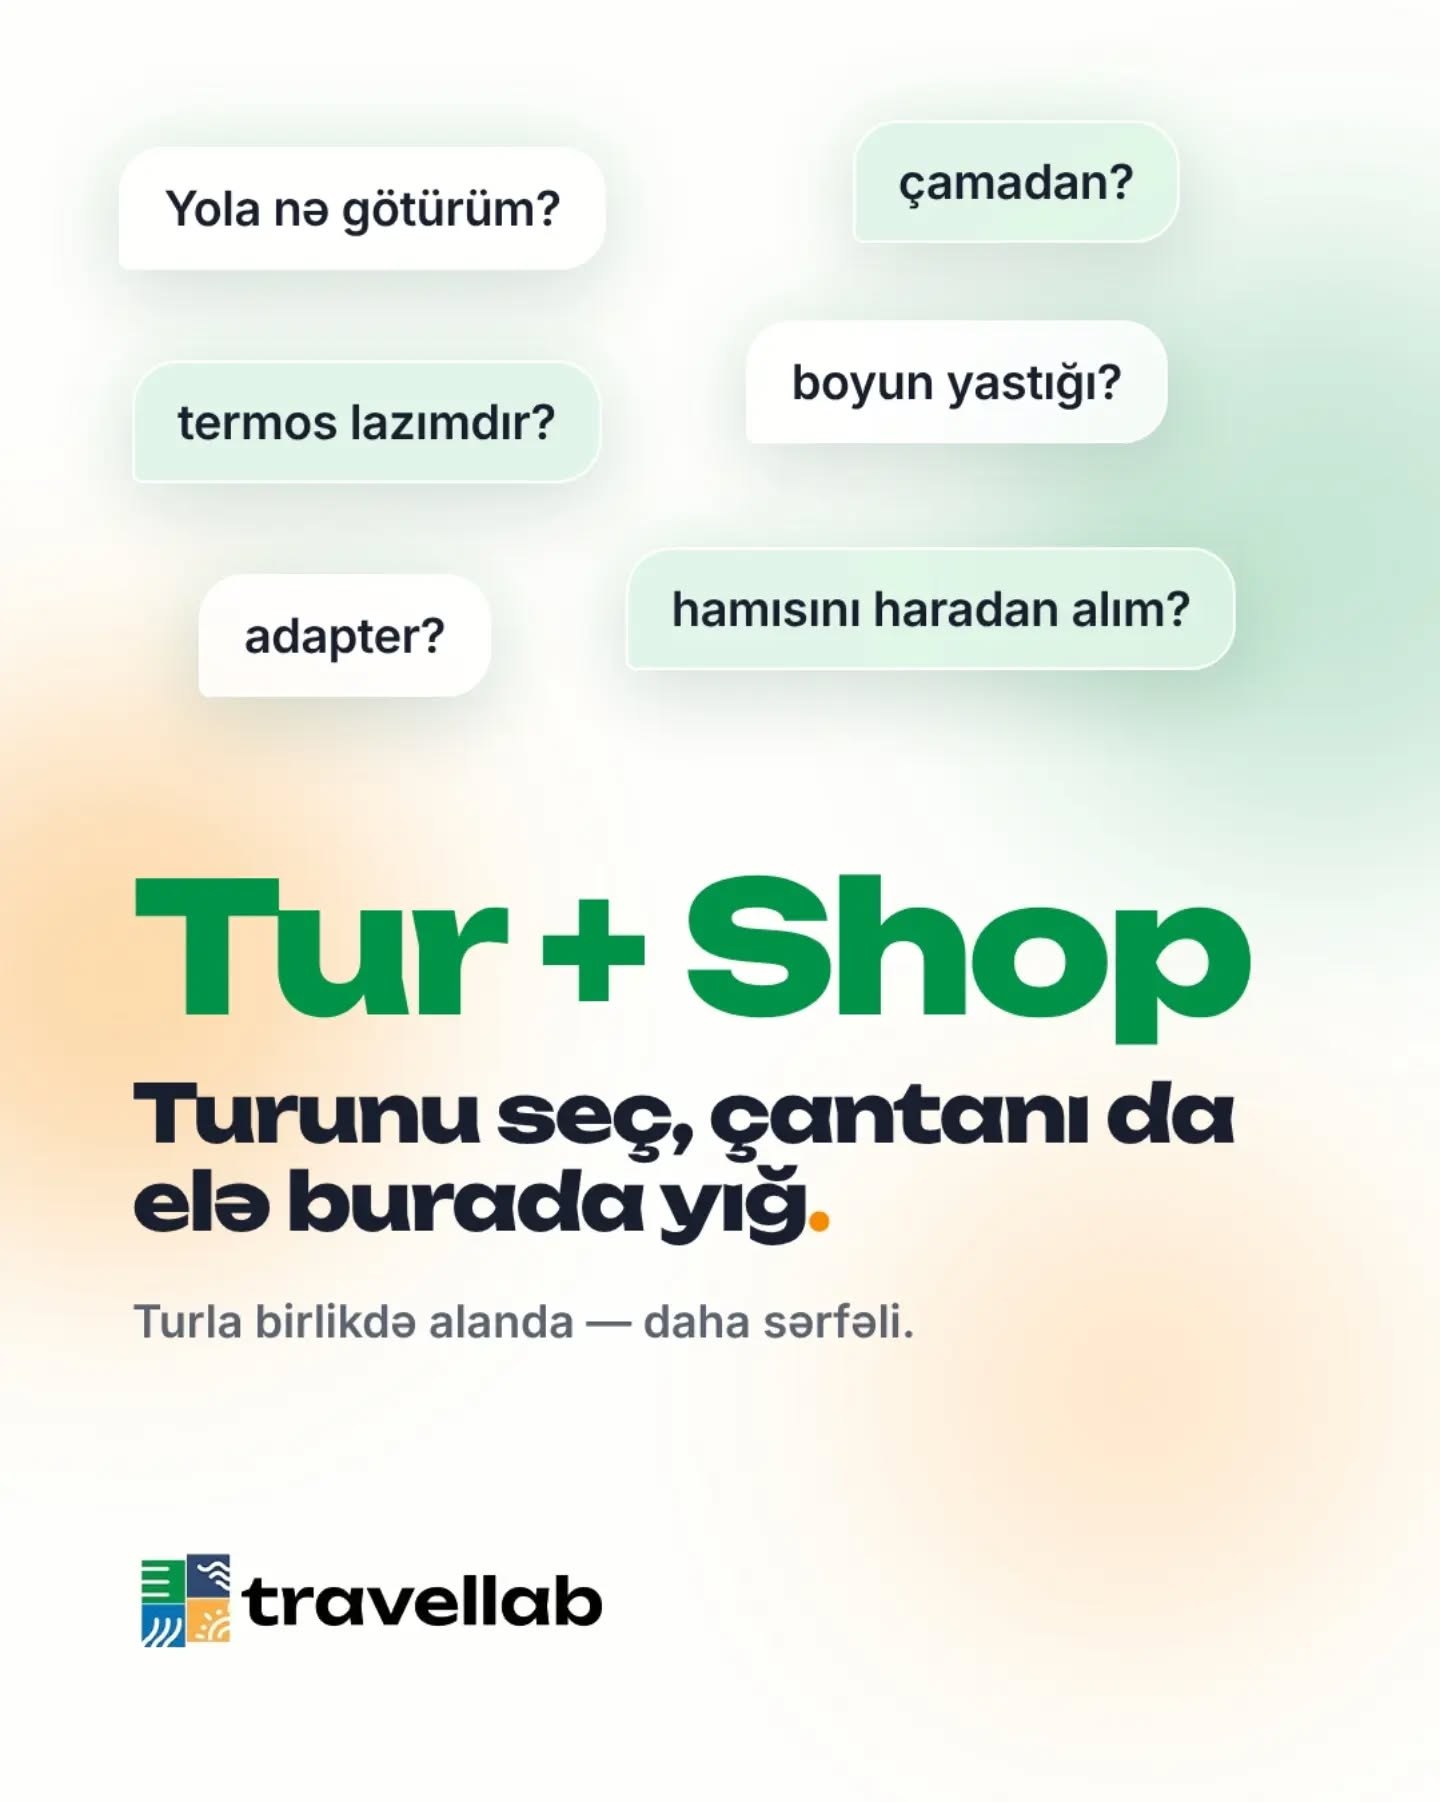 Yola nə götürüm?
çamadan?
termos lazımdır?
boyun yastığı?
adapter?
hamısını haradan alım?
Tur + Shop
Turunu seç, çantanı da
elə burada yığ.
Turla birlikdə alanda — daha sərfəli.
travellab